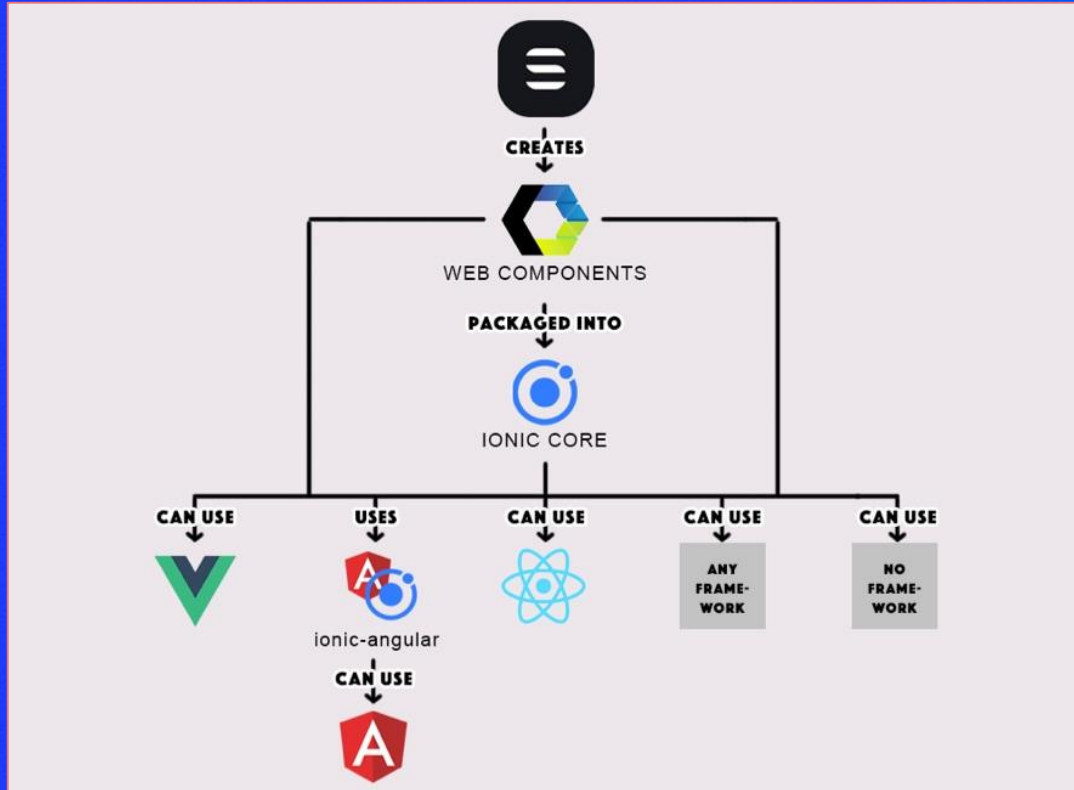 CREATES
WEB COMPONENTS
PACKAGED INTO
IONIC CORE
CAN USE
USES
CAN USE
CAN USE
CAN USE
ANY
FRAME-
WORK
NO
FRAME-
WORK
ionic-angular
CAN USE